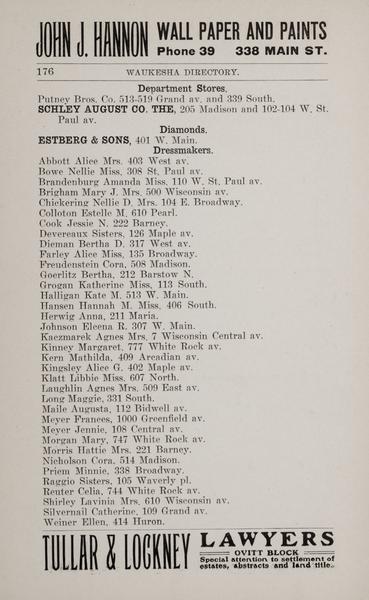 JOHN J. HANNON WALL PAPER AND PAINTS
Phone 39 338 MAIN ST.
176 WAUKESHA DIRECTORY.
Department Stores.
Putney Bros. Co. 513-519 Grand av. and 339 South.
SCHLEY AUGUST CO. THE, 205 Madison and 102-104 W. St.
Paul av.
Diamonds.
ESTBERG & SONS, 401 W. Main.
Dressmakers.
Abbott Alice Mrs. 403 West av.
Bowe Nellie Miss, 308 St. Paul av.
Brandenburg Amanda Miss, 110 W. St. Paul av.
Brigham Mary J. Mrs. 500 Wisconsin av.
Chickering Nellie D. Mrs. 104 E. Broadway.
Colloton Estelle M. 610 Pearl.
Cook Jessie N. 222 Barney.
Devereaux Sisters, 126 Maple av.
Dieman Bertha D. 317 West av.
Farley Alice Miss, 135 Broadway.
Freudenstein Cora, 508 Madison.
Goerlitz Bertha, 212 Barstow N.
Grogan Katherine Miss, 113 South.
Halligan Kate M. 513 W. Main.
Hansen Hannah M. Miss, 406 South.
Herwig Anna, 211 Maria.
Johnson Eleena R. 307 W. Main.
Kaczmarek Agnes Mrs. 7 Wisconsin Central av.
Kinney Margaret, 777 White Rock av.
Kern Mathilda, 409 Arcadian av.
Kingsley Alice G. 402 Maple av.
Klatt Libbie Miss, 607 North.
Laughlin Agnes Mrs. 509 East av.
Long Maggie, 331 South.
Maile Augusta, 112 Bidwell av.
Meyer Frances, 1000 Greenfield av.
Meyer Jennie, 108 Central av.
Morgan Mary, 747 White Rock av.
Morris Hattie Mrs. 221 Barney.
Nicholson Cora, 514 Madison.
Priem Minnie, 338 Broadway.
Raggio Sisters, 105 Waverly pl.
Reuter Celia, 744 White Rock av.
Shirley Lavinia Mrs. 610 Wisconsin av.
Silvernail Catherine, 109 Grand av.
Weiner Ellen, 414 Huron.
TULLAR & LOCKNEY LAWYERS
OVITT BLOCK
Special attention to settlement of
estates, abstracts and land title.